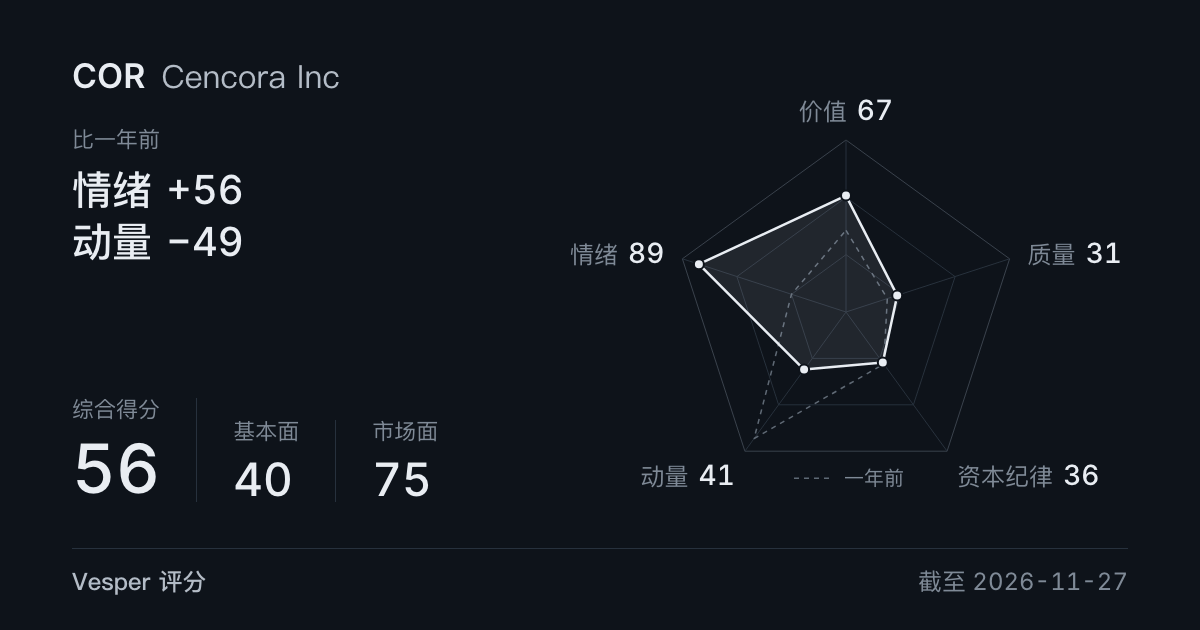 COR Cencora Inc
比一年前
情绪 +56
动量 −49
综合得分
56
基本面
40
市场面
75
价值 67
质量 31
情绪 89
动量 41
一年前
资本纪律 36
Vesper 评分
截至 2026-11-27